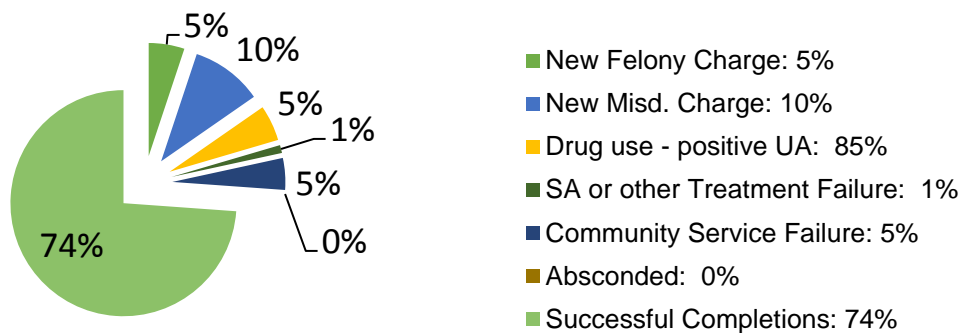 5%
10%
5%
1%
5%
0%
74%
New Felony Charge: 5%
New Misd. Charge: 10%
Drug use - positive UA: 85%
SA or other Treatment Failure: 1%
Community Service Failure: 5%
Absconded: 0%
Successful Completions: 74%